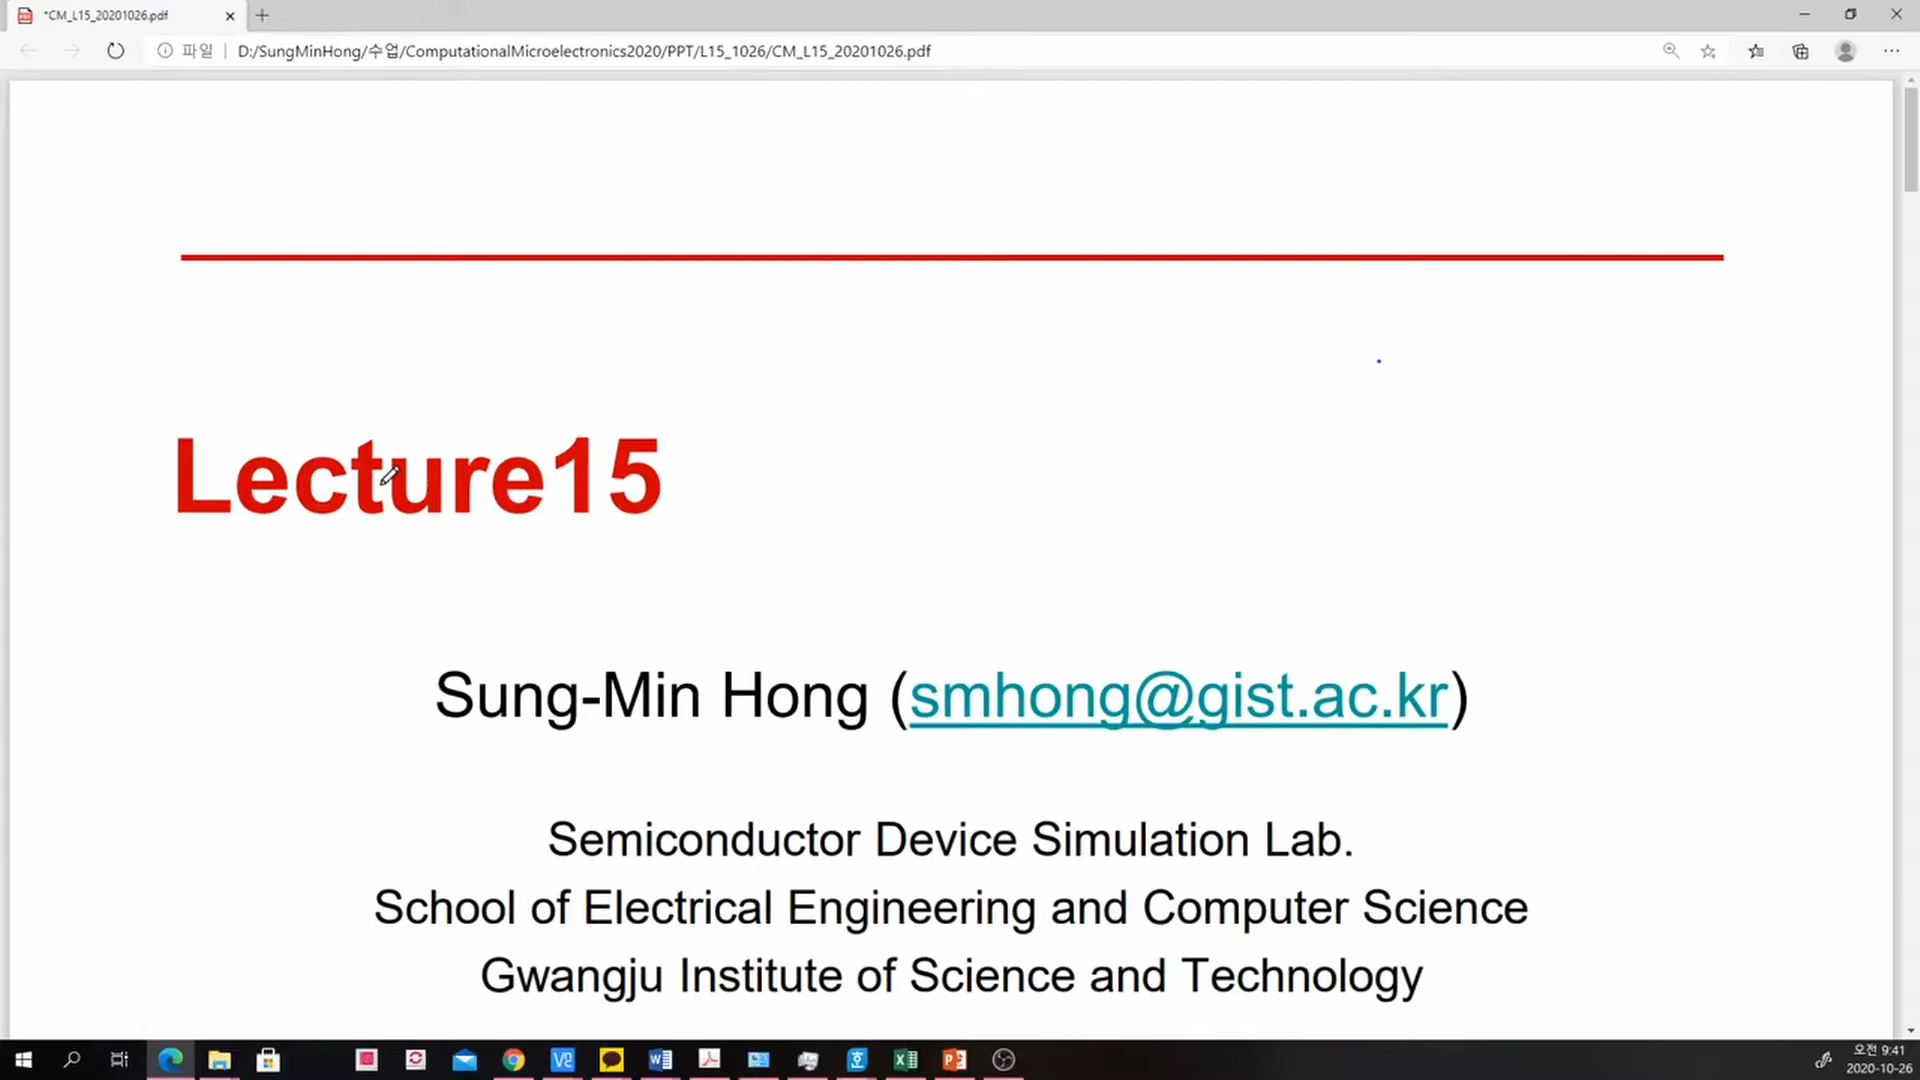 *CM_L15_20201026.pdf
파일 | D:/SungMinHong/수업/ComputationalMicroelectronics2020/PPT/L15_1026/CM_L15_20201026.pdf
Lecture15
Sung-Min Hong (smhong@gist.ac.kr)
Semiconductor Device Simulation Lab.
School of Electrical Engineering and Computer Science
Gwangju Institute of Science and Technology
오전 9:41
2020-10-26